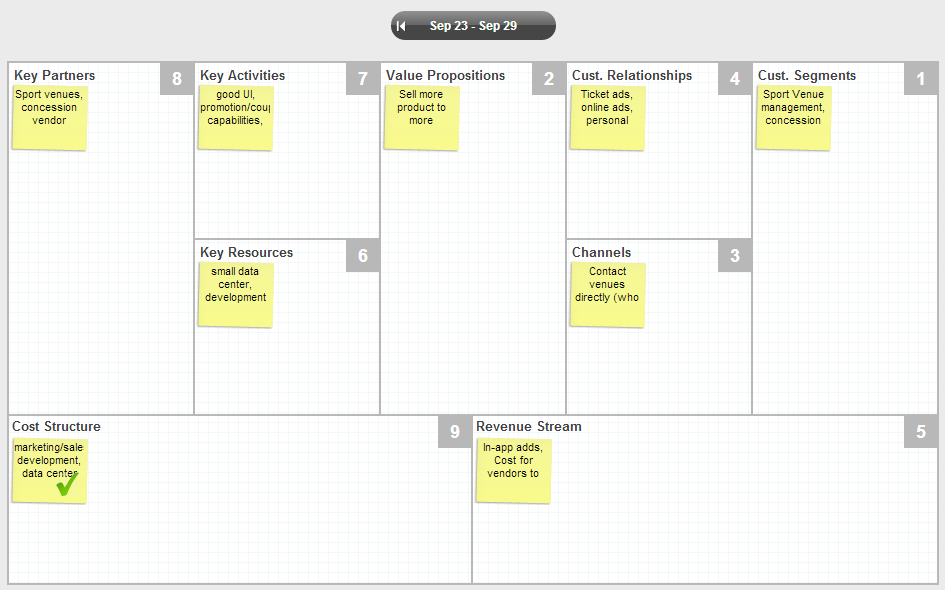 Sep 23 - Sep 29
Key Partners
8
Sport venues,
concession
vendor
Key Activities
7
good UI,
promotion/coup
capabilities,
Value Propositions
2
Sell more
product to
more
Cust. Relationships
4
Ticket ads,
online ads,
personal
Cust. Segments
1
Sport Venue
management,
concession
Key Resources
6
small data
center,
development
Channels
3
Contact
venues
directly (who
Cost Structure
9
marketing/sale
development,
data center
Revenue Stream
5
In-app adds,
Cost for
vendors to